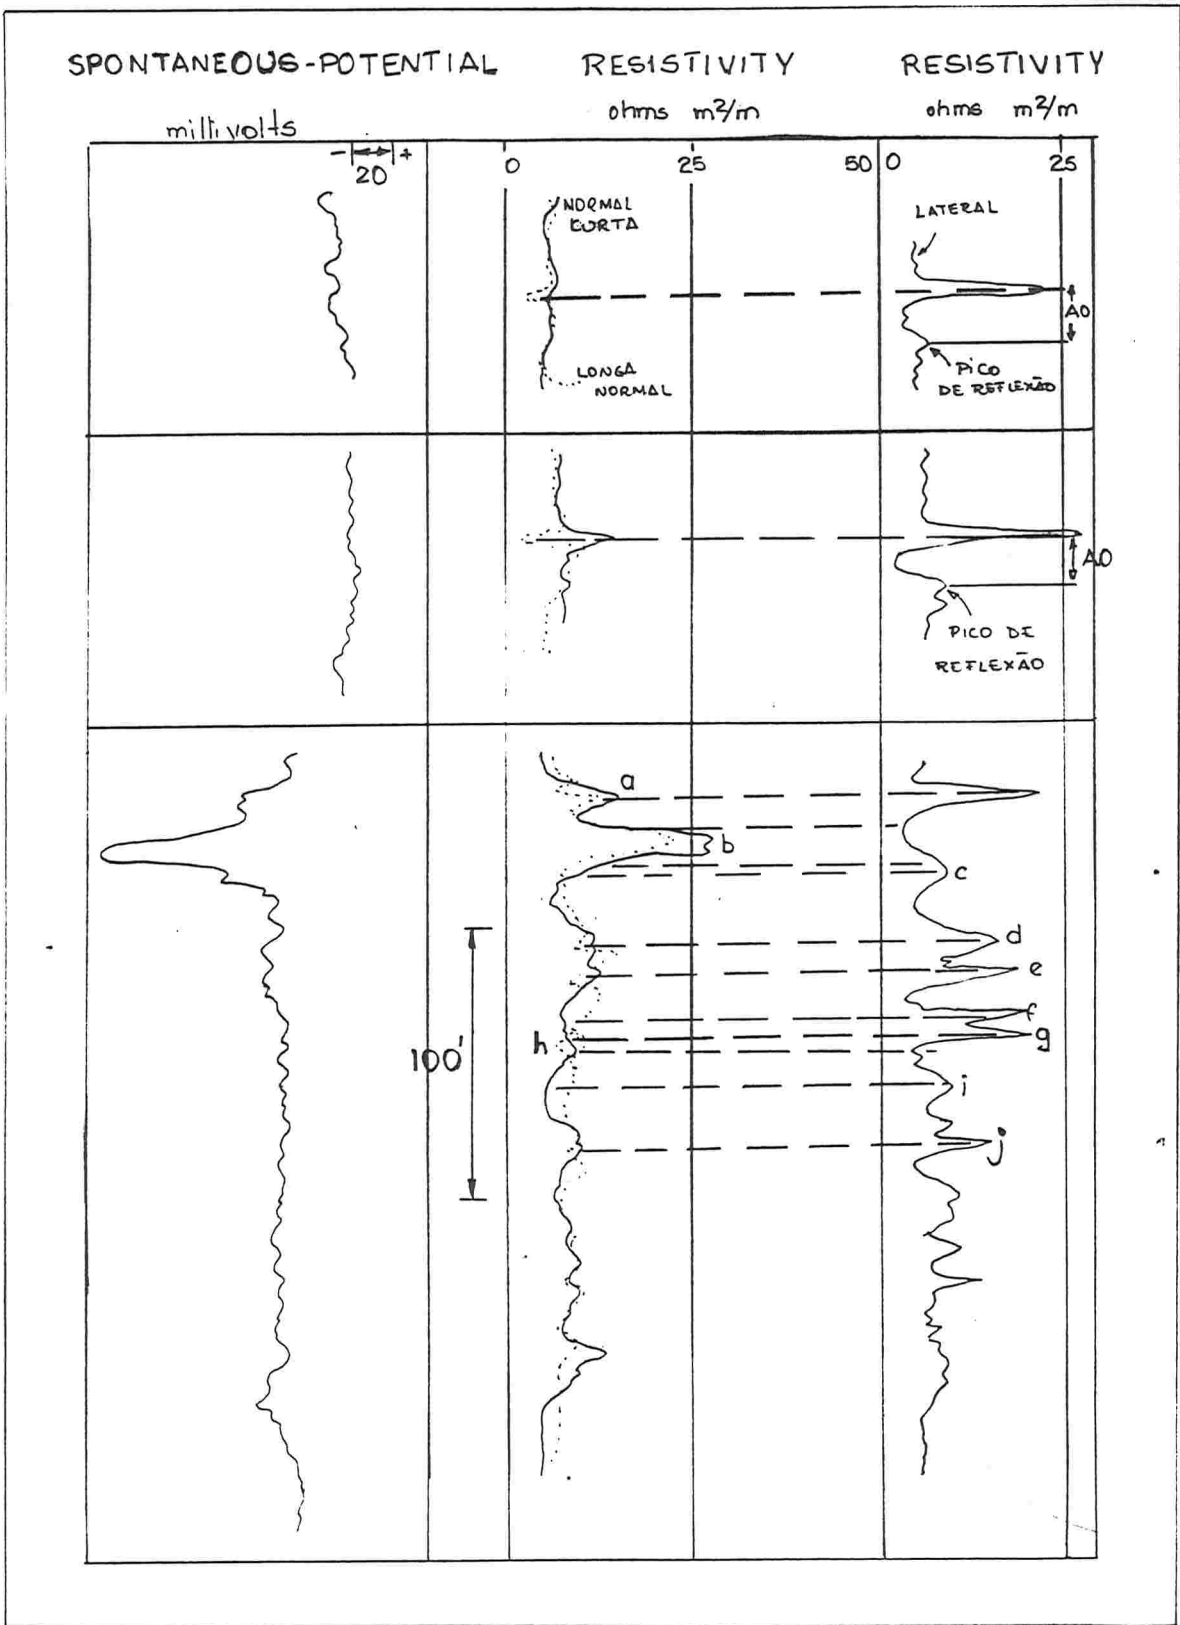 SPONTANEOUS-POTENTIAL RESISTIVITY RESISTIVITY
millivolts ohms m²/m ohms m²/m
- +
20
0 25 50 0 25
NORMAL
CURTA
LATERAL
AO
LONGA
NORMAL
PICO
DE REFLEXÃO
AO
PICO DE
REFLEXÃO
a
b
c
d
e
f
g
h
100'
i
j